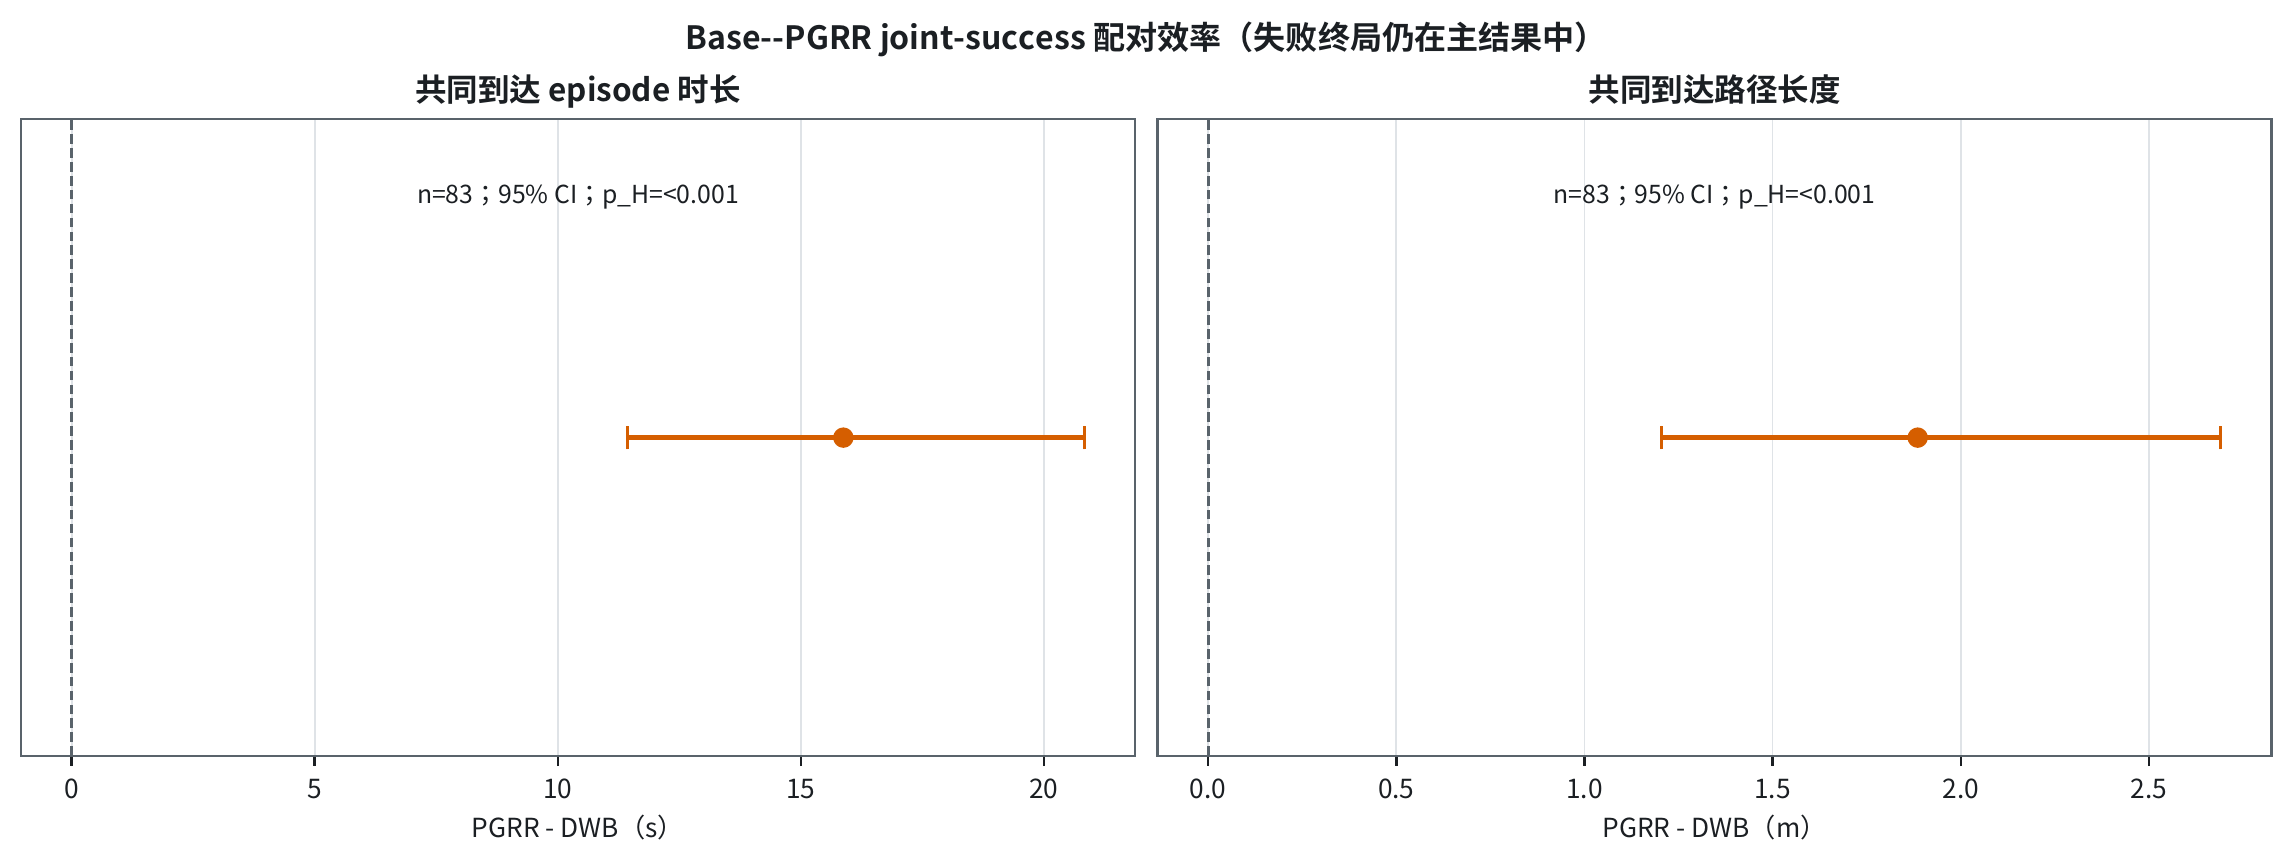 Base--PGRR joint-success 配对效率（失败终局仍在主结果中）
共同到达 episode 时长
n=83；95% CI；p_H=<0.001
0 5 10 15 20
PGRR - DWB（s）
共同到达路径长度
n=83；95% CI；p_H=<0.001
0.0 0.5 1.0 1.5 2.0 2.5
PGRR - DWB（m）